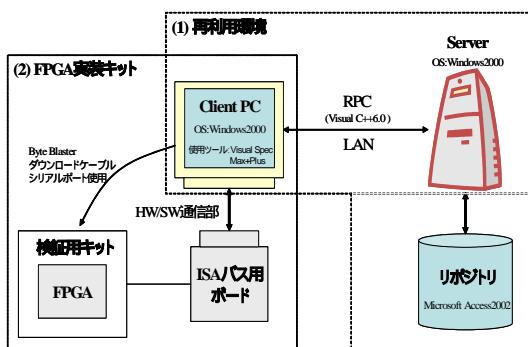 (1) 再利用環境
(2) FPGA実装キット
Server
OS:Windows2000
Client PC
OS:Windows2000
使用ツール: Visual Spec
Max+Plus
RPC
(Visual C++6.0)
LAN
Byte Blaster
ダウンロードケーブル
シリアルポート使用
HW/SW通信部
検証用キット
FPGA
ISAバス用
ボード
リポジトリ
Microsoft Access2002